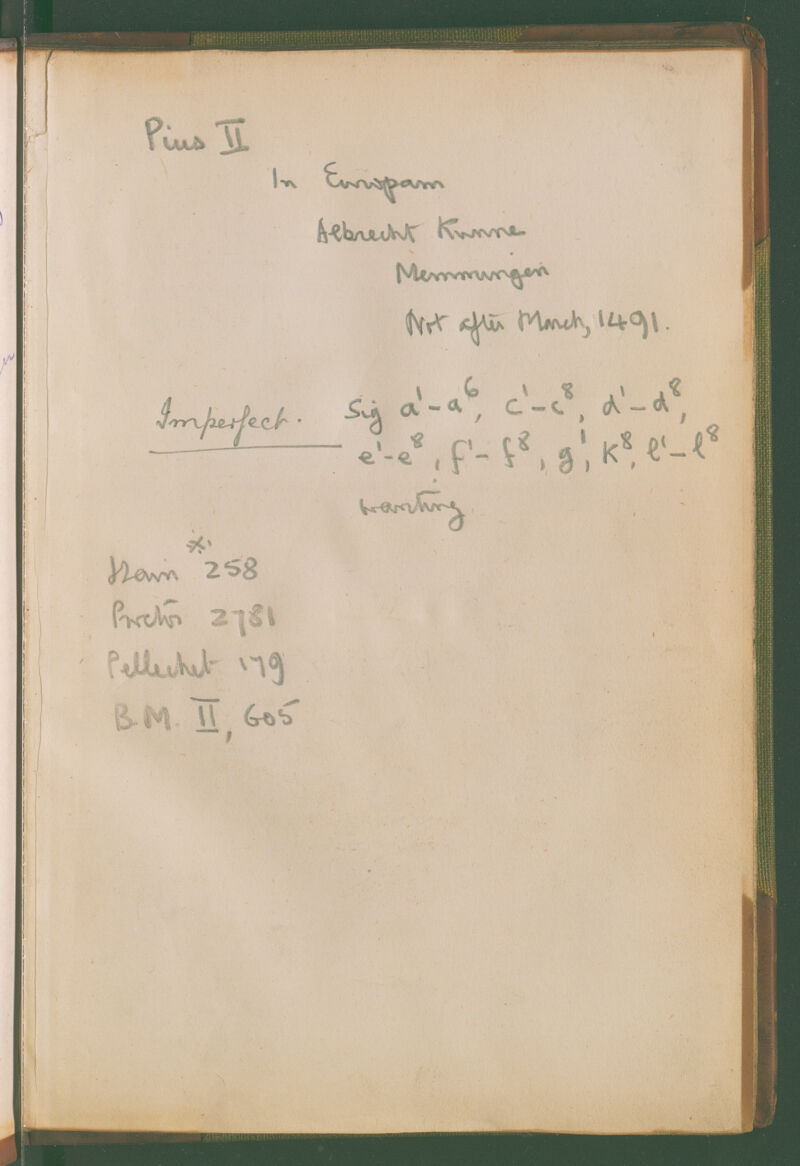 Pius II
In Europam
Albrecht Kunne
Memmingen
Not after March, 1491.
Imperfect. Sig a¹–a⁶, c¹–c⁸, d¹–d⁸,
e¹–e⁸, f¹–f⁸, g¹, k⁸, l¹–l⁸
wanting
Hain *258
Proctor 2781
Pellechet 179
B.M. II, 605